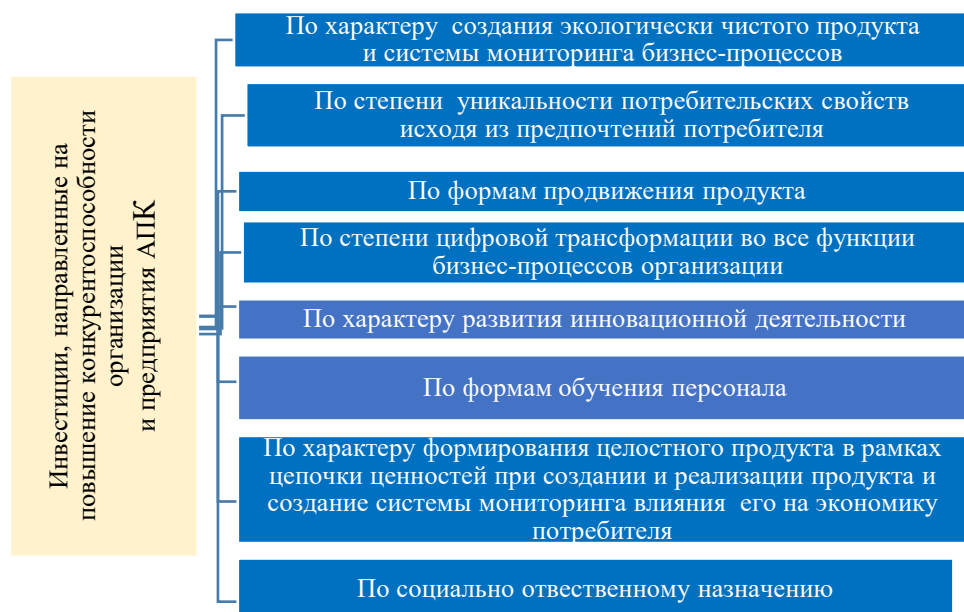 Инвестиции, направленные на
повышение конкурентоспособности
организации
и предприятия АПК
По характеру создания экологически чистого продукта
и системы мониторинга бизнес-процессов
По степени уникальности потребительских свойств
исходя из предпочтений потребителя
По формам продвижения продукта
По степени цифровой трансформации во все функции
бизнес-процессов организации
По характеру развития инновационной деятельности
По формам обучения персонала
По характеру формирования целостного продукта в рамках
цепочки ценностей при создании и реализации продукта и
создание системы мониторинга влияния его на экономику
потребителя
По социально отвественному назначению